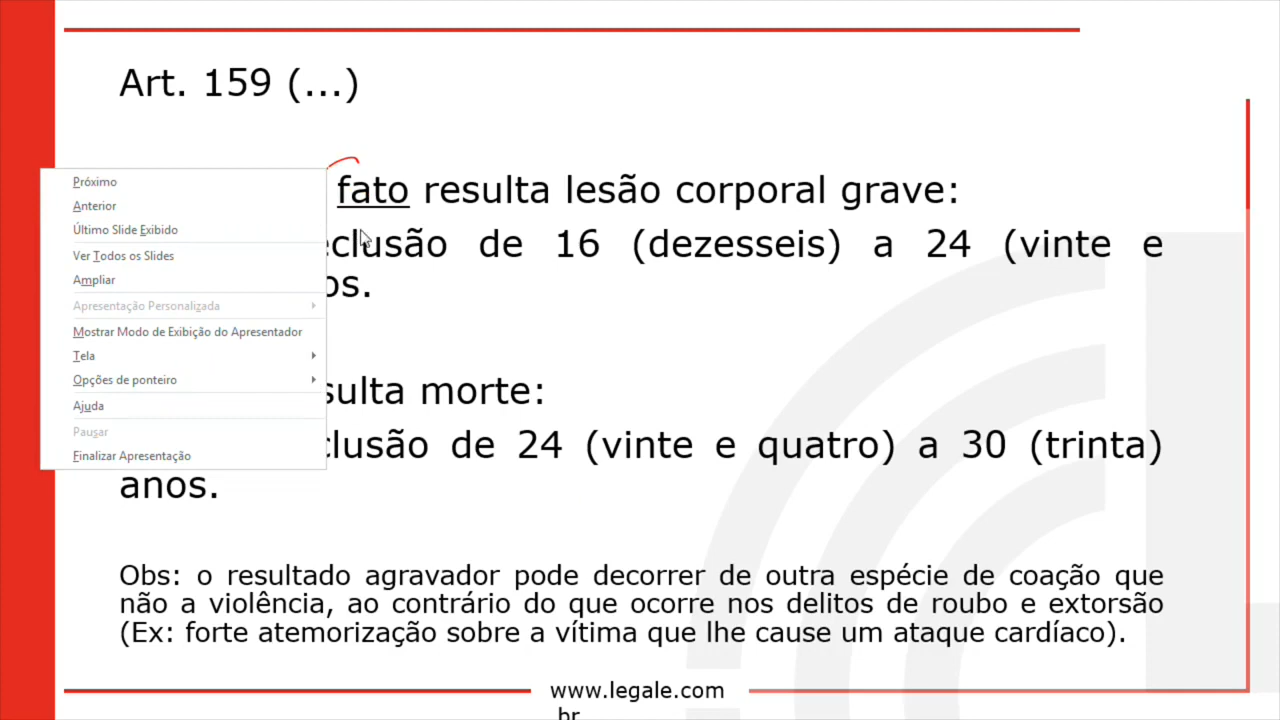 Art. 159 (...)
fato resulta lesão corporal grave:
eclusão de 16 (dezesseis) a 24 (vinte e
os.
sulta morte:
clusão de 24 (vinte e quatro) a 30 (trinta)
anos.
Obs: o resultado agravador pode decorrer de outra espécie de coação que
não a violência, ao contrário do que ocorre nos delitos de roubo e extorsão
(Ex: forte atemorização sobre a vítima que lhe cause um ataque cardíaco).
www.legale.com
br
Próximo
Anterior
Último Slide Exibido
Ver Todos os Slides
Ampliar
Apresentação Personalizada
Mostrar Modo de Exibição do Apresentador
Tela
Opções de ponteiro
Ajuda
Pausar
Finalizar Apresentação